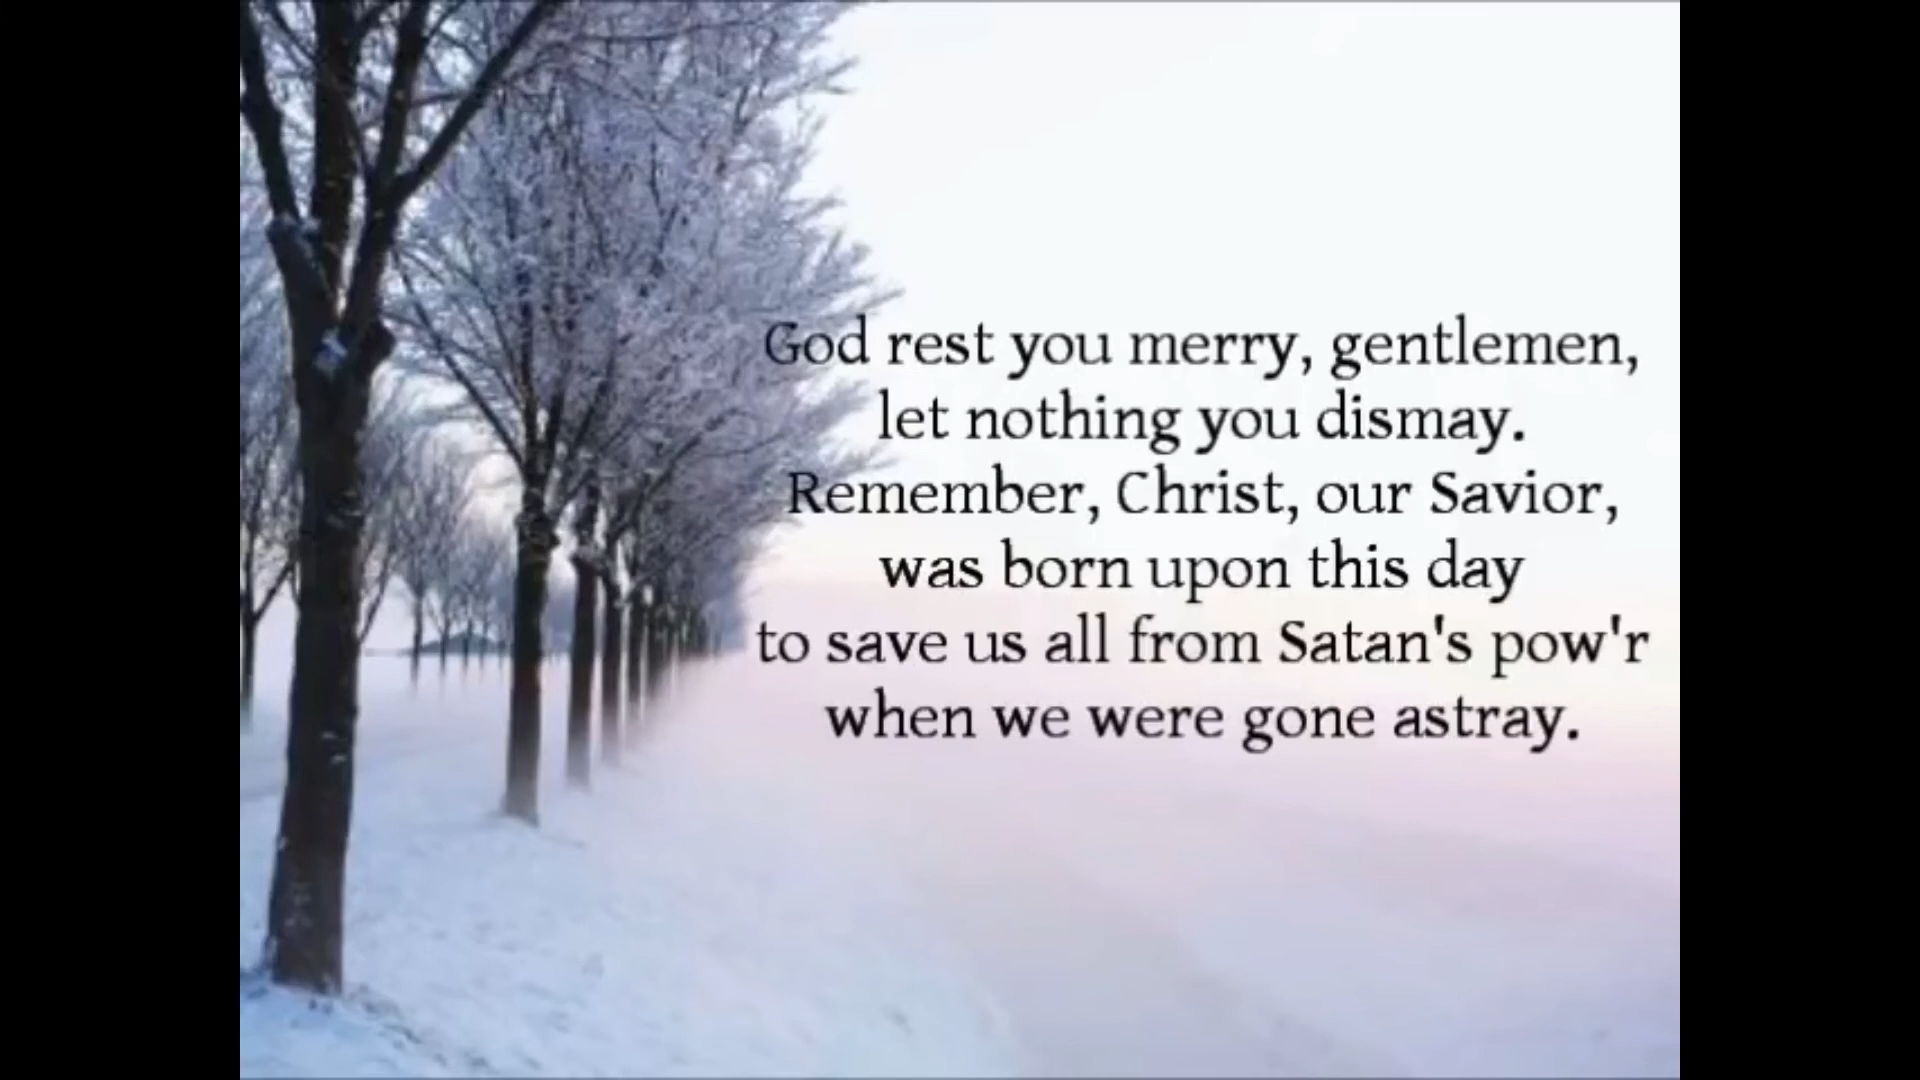 God rest you merry, gentlemen,
let nothing you dismay.
Remember, Christ, our Savior,
was born upon this day
to save us all from Satan's pow'r
when we were gone astray.